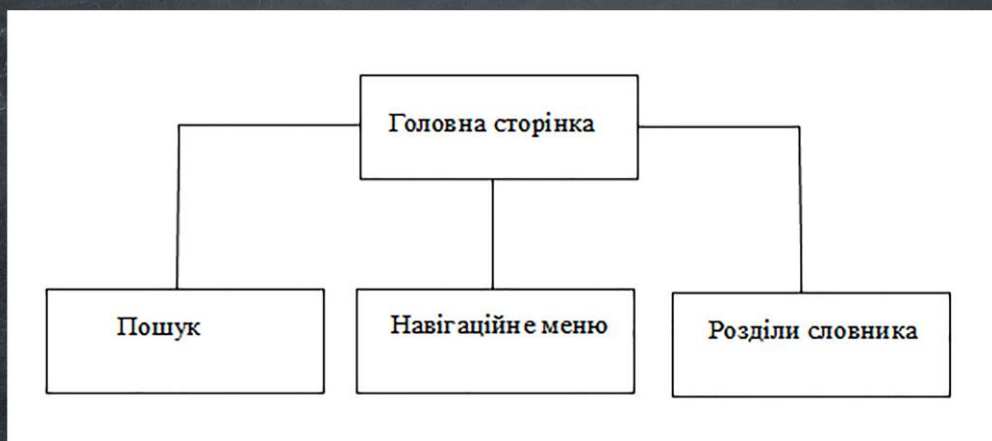 Головна сторінка
Пошук
Навігаційне меню
Розділи словника